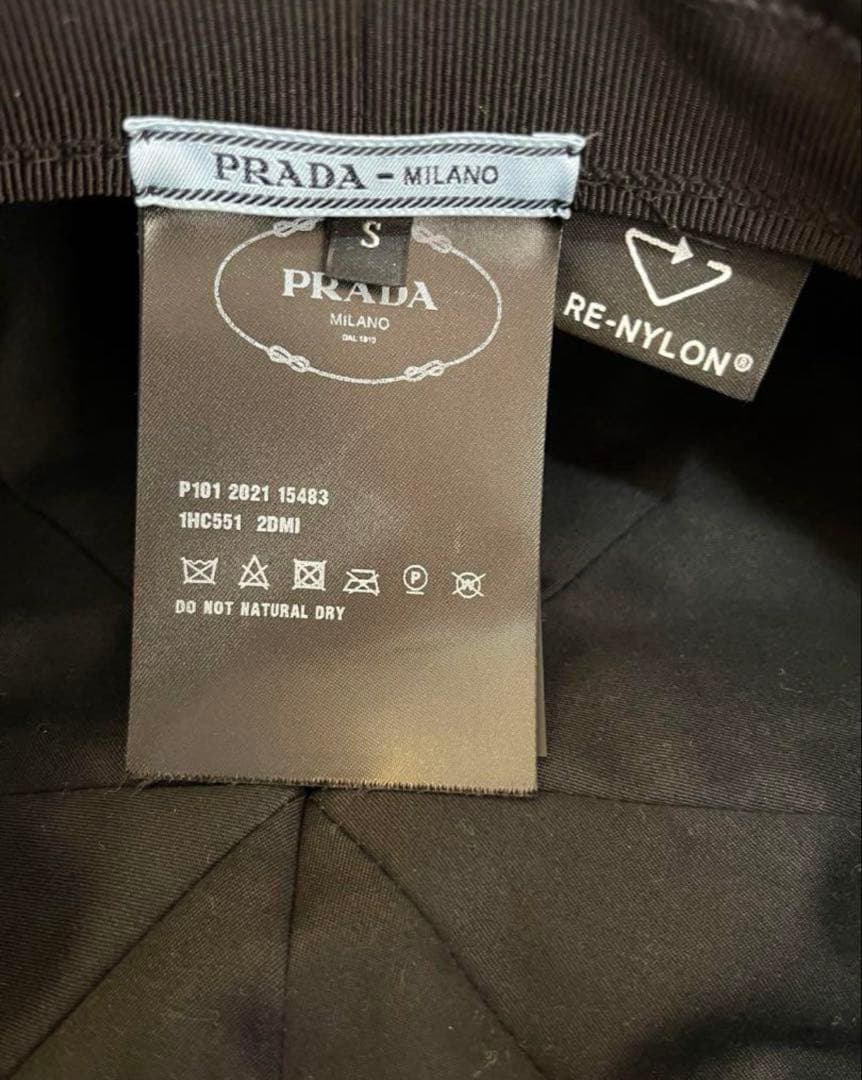 PRADA - MILANO
S
PRADA
MILANO
DAL 1913
RE-NYLON®
P101 2021 15483
1HC551 2DMI
P
W
DO NOT NATURAL DRY